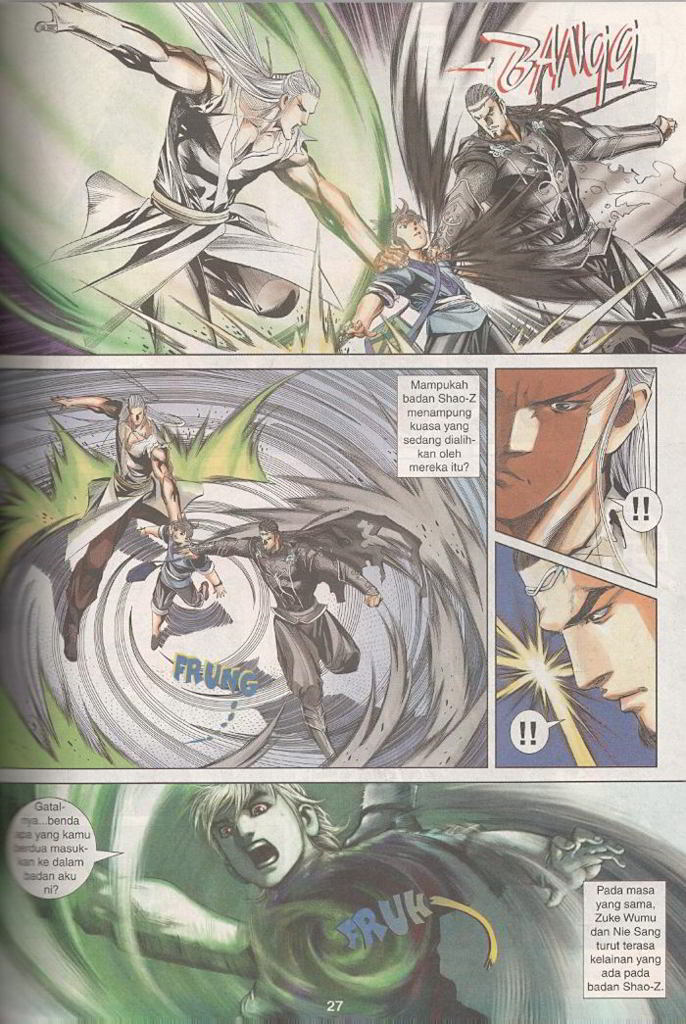 BANGG
Mampukah
badan Shao-Z
menampung
kuasa yang
sedang dialih-
kan oleh
mereka itu?
!!
!!
FRUNG
Gatal-
nya...benda
apa yang kamu
berdua masuk-
kan ke dalam
badan aku
ni?
FRUH
Pada masa
yang sama,
Zuke Wumu
dan Nie Sang
turut terasa
kelainan yang
ada pada
badan Shao-Z.
27